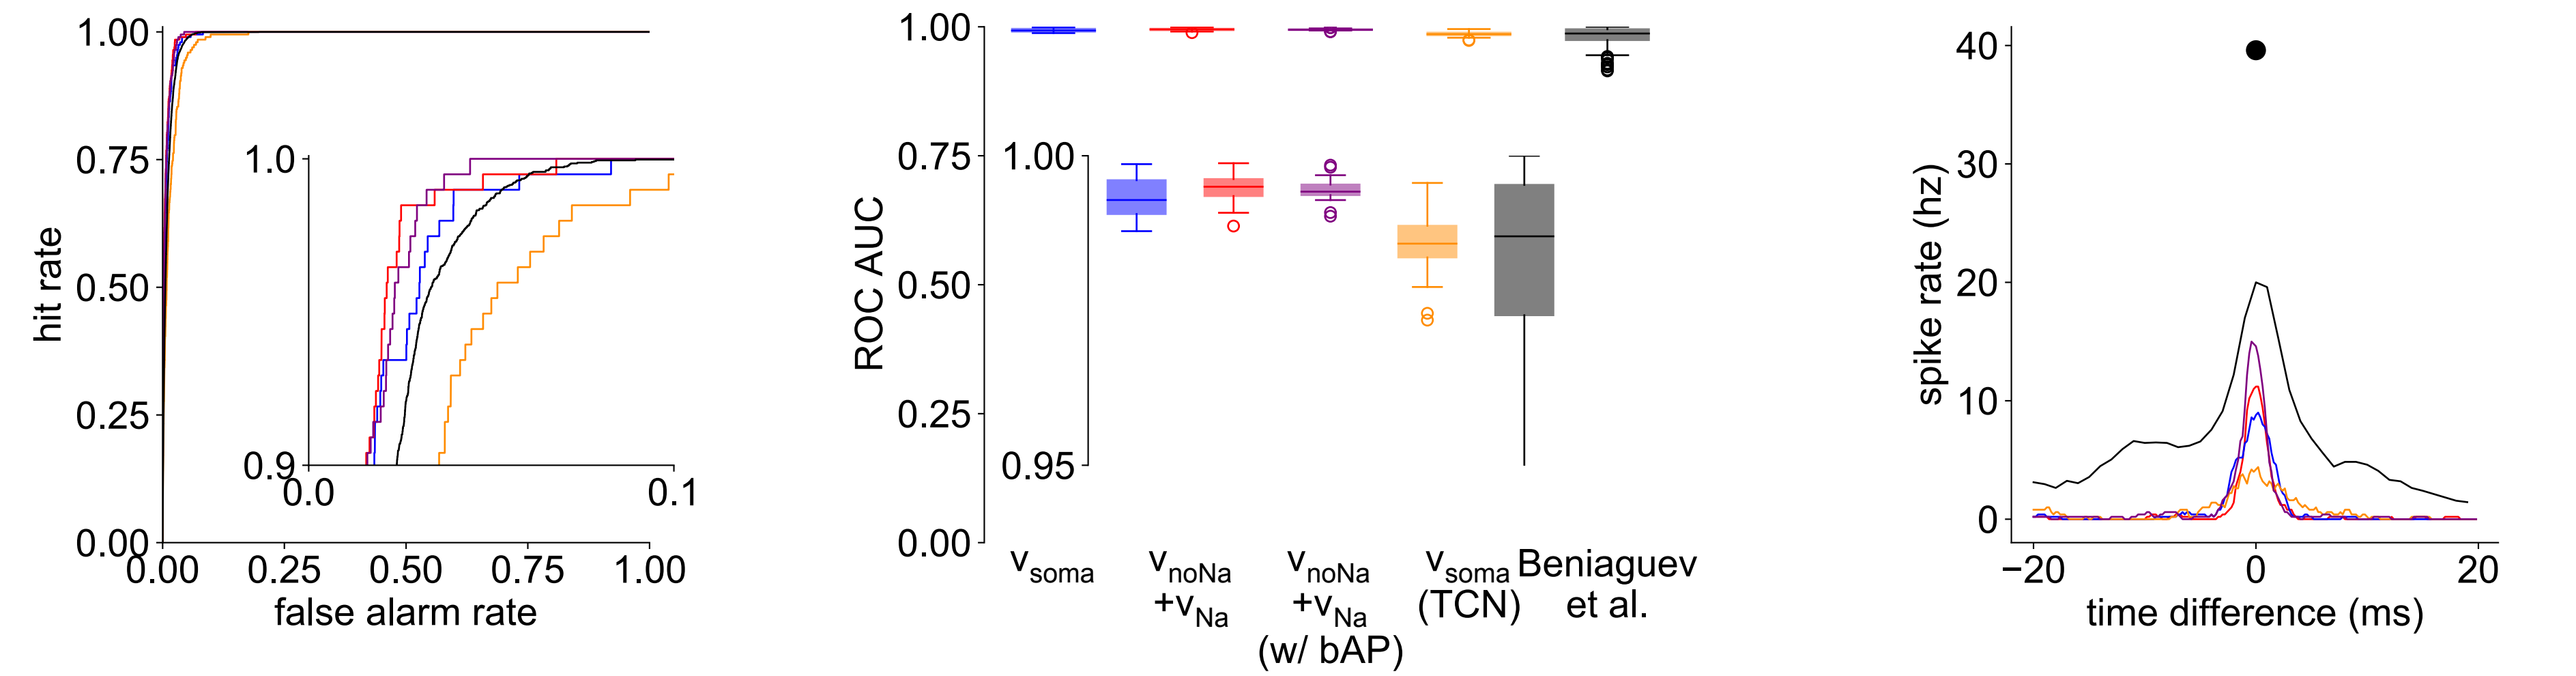 1.00
0.75
0.50
0.25
0.00
hit rate
0.00 0.25 0.50 0.75 1.00
false alarm rate
1.0
0.9
0.0 0.1
1.00
0.75
0.50
0.25
0.00
ROC AUC
1.00
0.95
vsoma vnoNa vnoNa vsoma Beniaguev
+vNa +vNa (TCN) et al.
(w/ bAP)
40
30
20
10
0
spike rate (hz)
−20 0 20
time difference (ms)